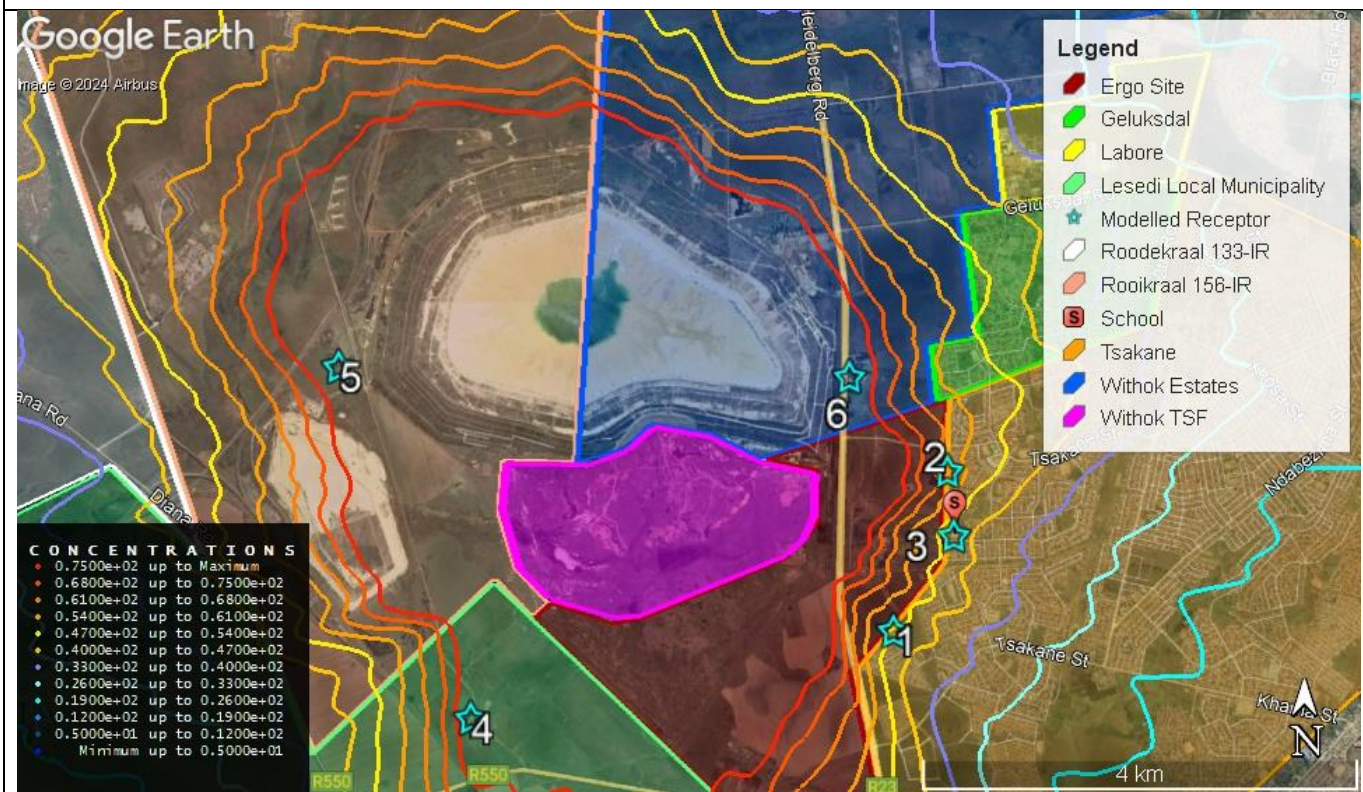 Google Earth
mage © 2024 Airbus
Heidelberg Rd
Black Rd
Legend
Ergo Site
Geluksdal
Labore
Lesedi Local Municipality
Modelled Receptor
Roodekraal 133-IR
Rooikraal 156-IR
S School
Tsakane
Withok Estates
Withok TSF
5
6
2
S
3
1
4
ana Rd
Diana
Tsakane St
Ndabezitha St
Xhosa St
Khanna St
R550
R550
R23
N
4 km
CONCENTRATIONS
0.7500e+02 up to Maximum
0.6800e+02 up to 0.7500e+02
0.6100e+02 up to 0.6800e+02
0.5400e+02 up to 0.6100e+02
0.4700e+02 up to 0.5400e+02
0.4000e+02 up to 0.4700e+02
0.3300e+02 up to 0.4000e+02
0.2600e+02 up to 0.3300e+02
0.1900e+02 up to 0.2600e+02
0.1200e+02 up to 0.1900e+02
0.5000e+01 up to 0.1200e+02
Minimum up to 0.5000e+01